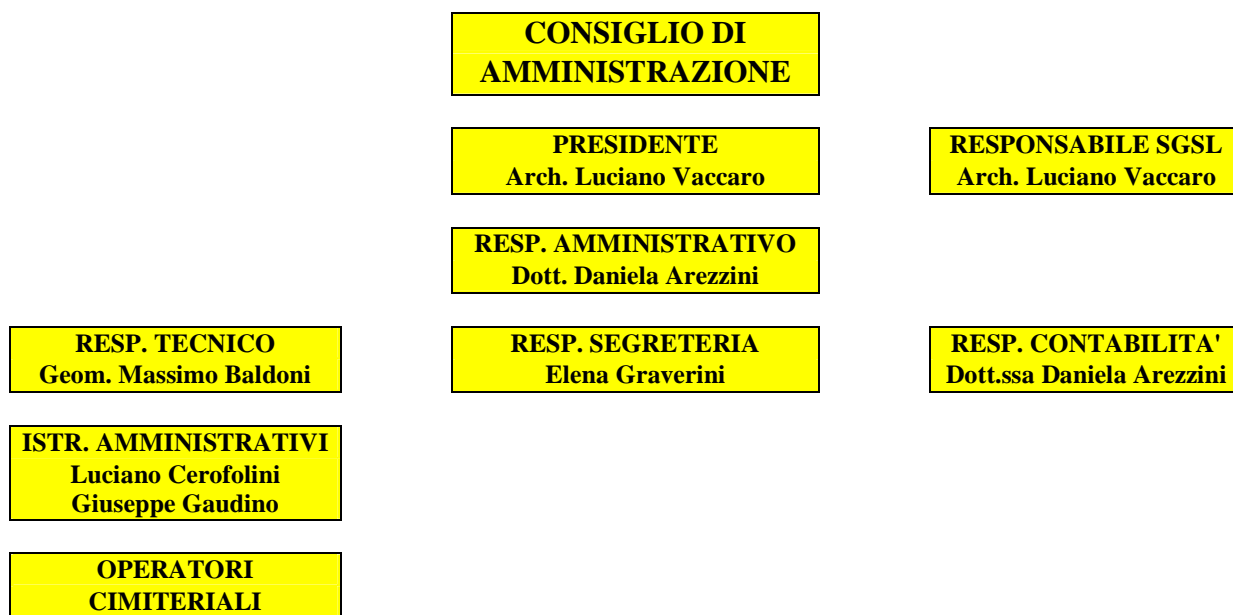 CONSIGLIO DI
AMMINISTRAZIONE
PRESIDENTE
Arch. Luciano Vaccaro
RESPONSABILE SGSL
Arch. Luciano Vaccaro
RESP. AMMINISTRATIVO
Dott. Daniela Arezzini
RESP. TECNICO
Geom. Massimo Baldoni
RESP. SEGRETERIA
Elena Graverini
RESP. CONTABILITA'
Dott.ssa Daniela Arezzini
ISTR. AMMINISTRATIVI
Luciano Cerofolini
Giuseppe Gaudino
OPERATORI
CIMITERIALI